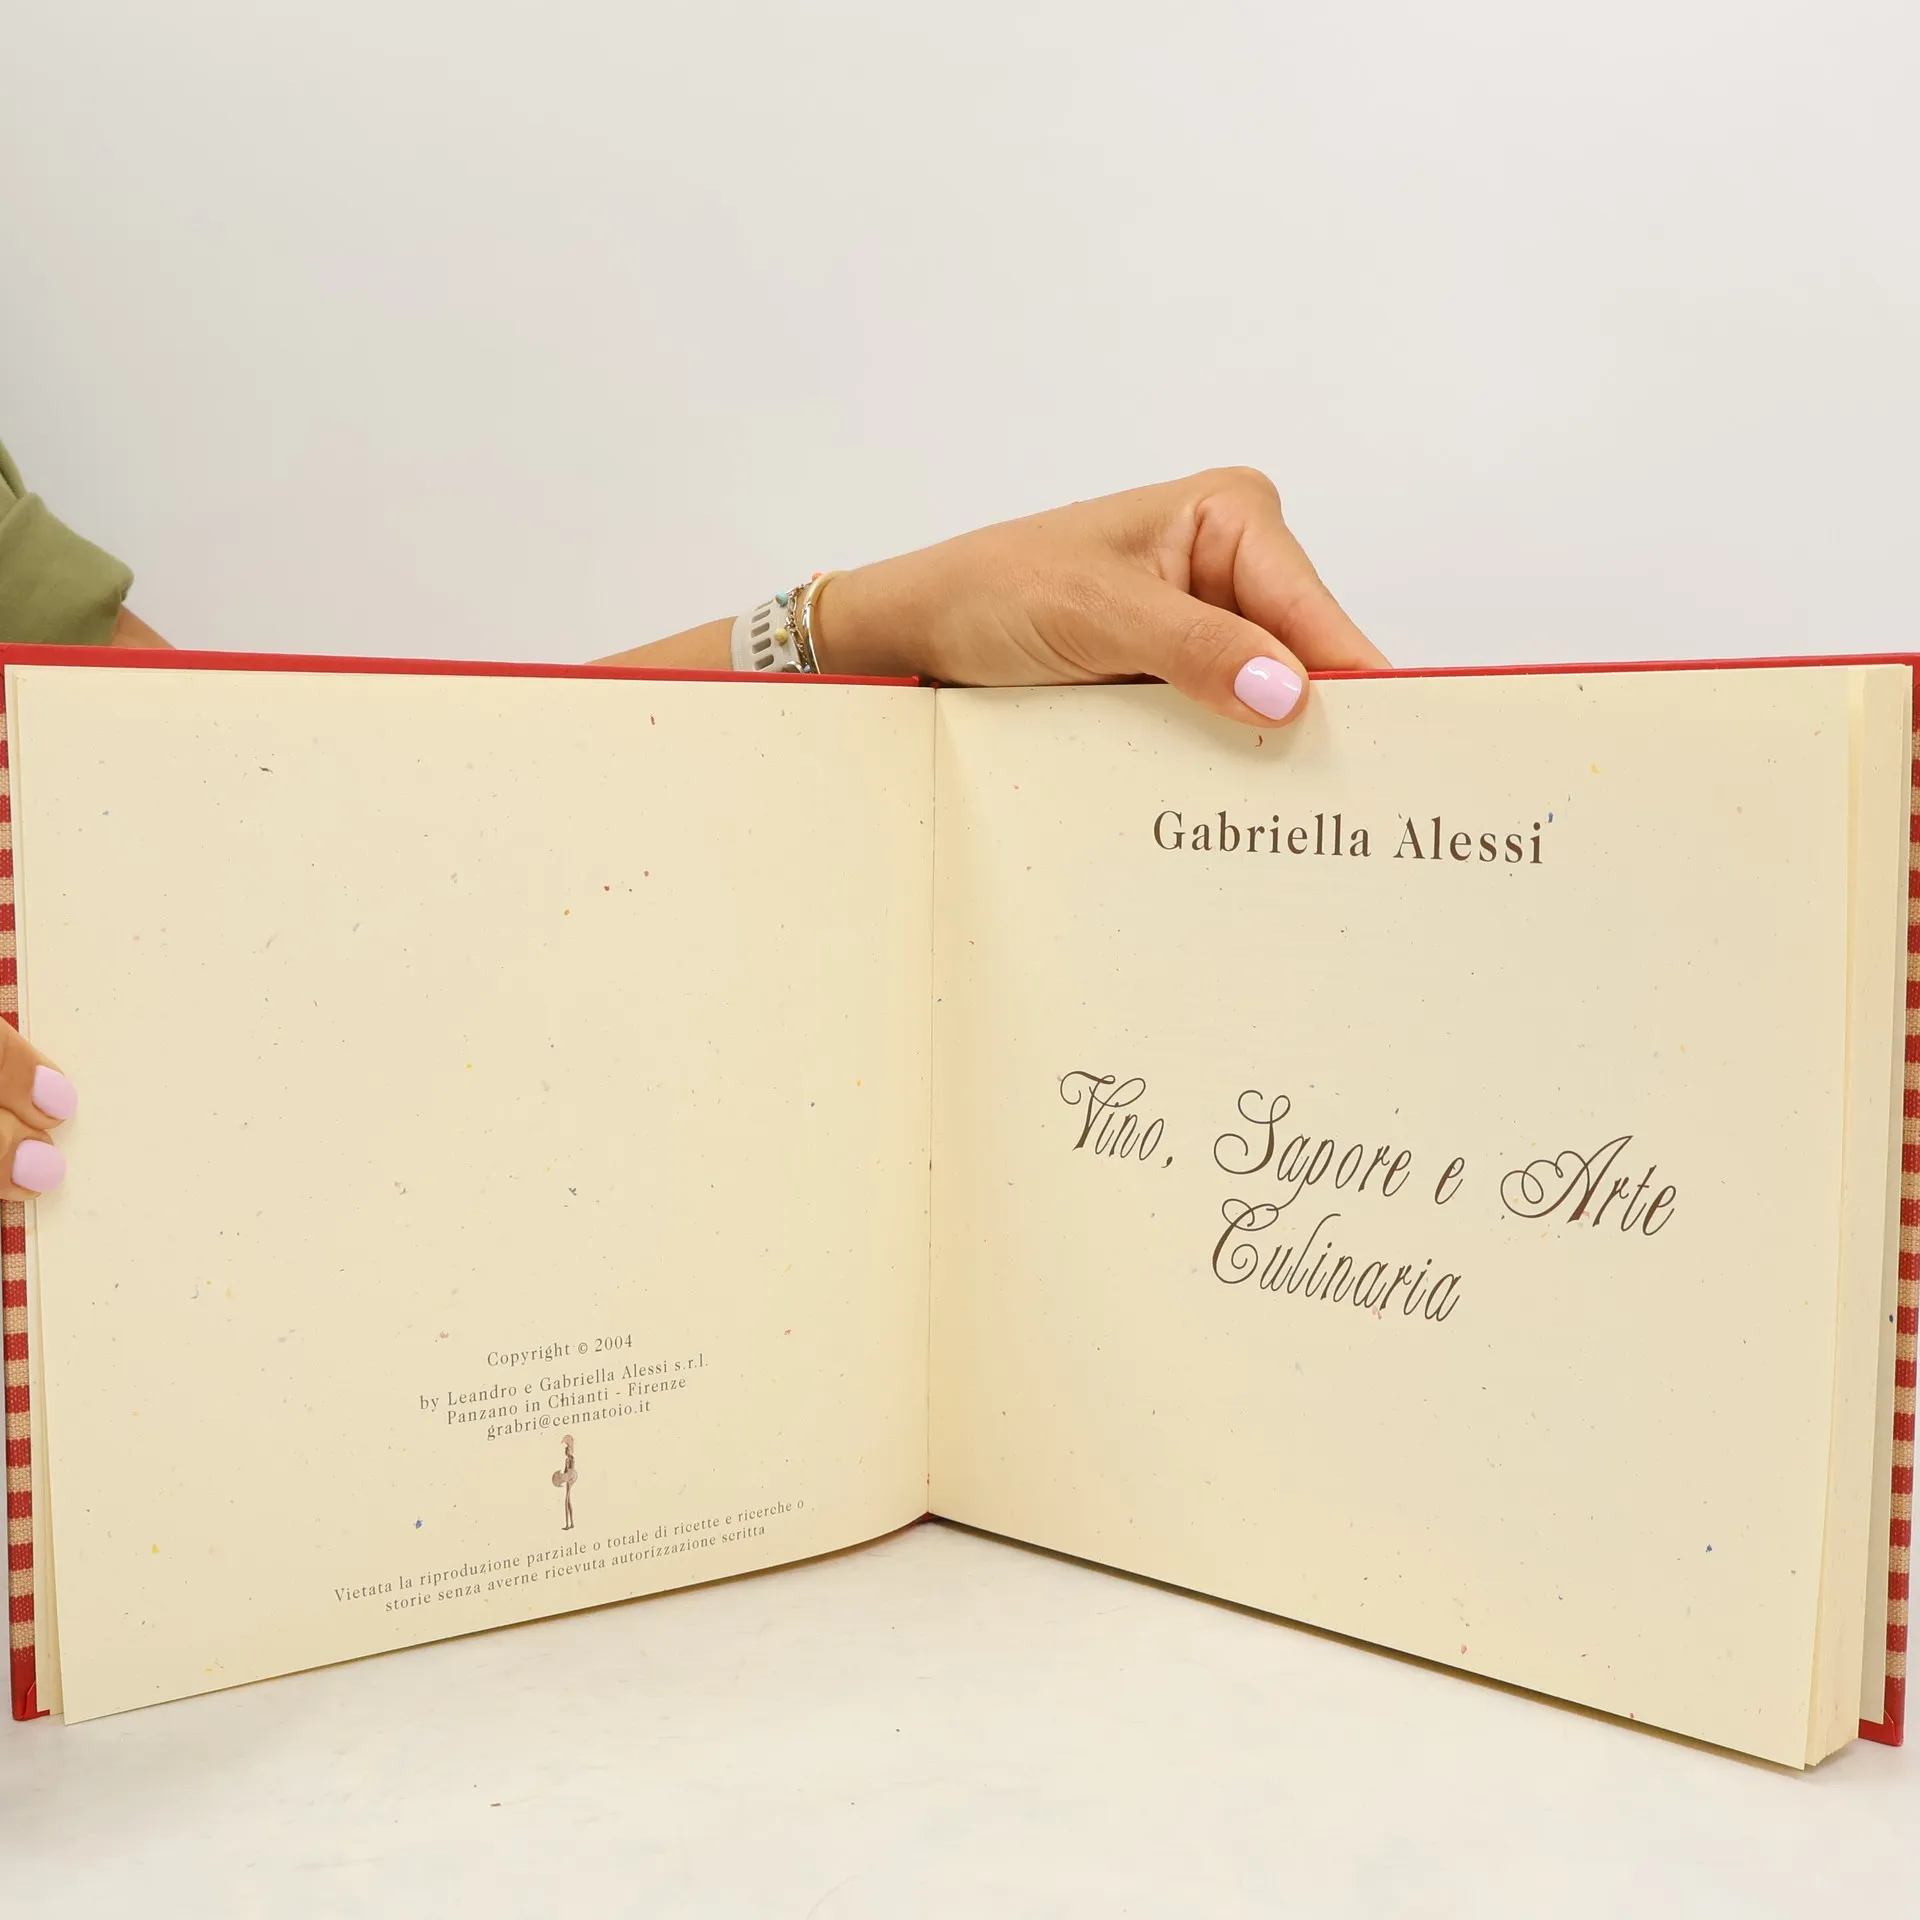 Copyright © 2004
by Leandro e Gabriella Alessi s.r.l.
Panzano in Chianti - Firenze
grabri@cennatoio.it
Vietata la riproduzione parziale o totale di ricette e ricerche o
storie senza averne ricevuta autorizzazione scritta
Gabriella Alessi
Vino, Sapore e Arte
Culinaria